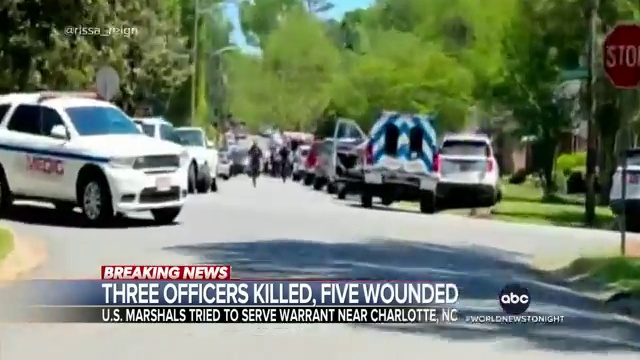 @rissa_reign
STOP
MEDIC
BREAKING NEWS
THREE OFFICERS KILLED, FIVE WOUNDED
U.S. MARSHALS TRIED TO SERVE WARRANT NEAR CHARLOTTE, NC
abc
#WORLDNEWSTONIGHT